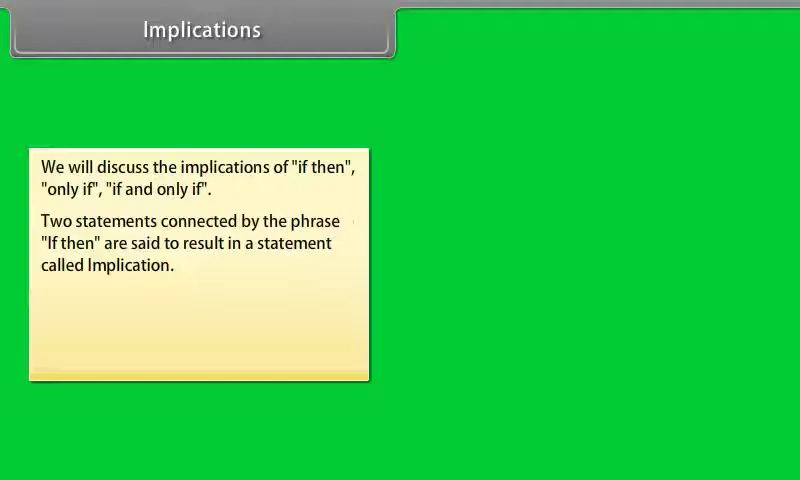 Implications
We will discuss the implications of "if then",
"only if", "if and only if".
Two statements connected by the phrase
"If then" are said to result in a statement
called Implication.